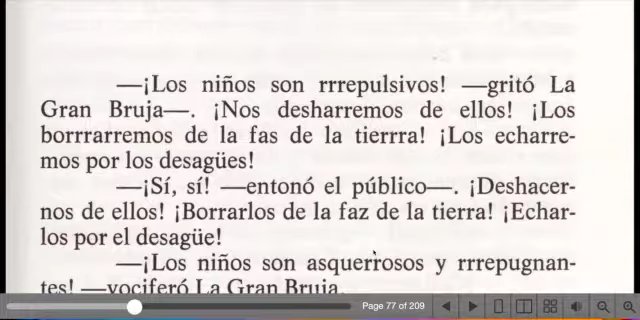 —¡Los niños son rrrepulsivos! —gritó La
Gran Bruja—. ¡Nos desharremos de ellos! ¡Los
borrrarremos de la fas de la tierrra! ¡Los echarre-
mos por los desagües!
—¡Sí, sí! —entonó el público—. ¡Deshacer-
nos de ellos! ¡Borrarlos de la faz de la tierra! ¡Echar-
los por el desagüe!
—¡Los niños son asquerrosos y rrrepugnan-
tes! —vociferó La Gran Bruja.
Page 77 of 209